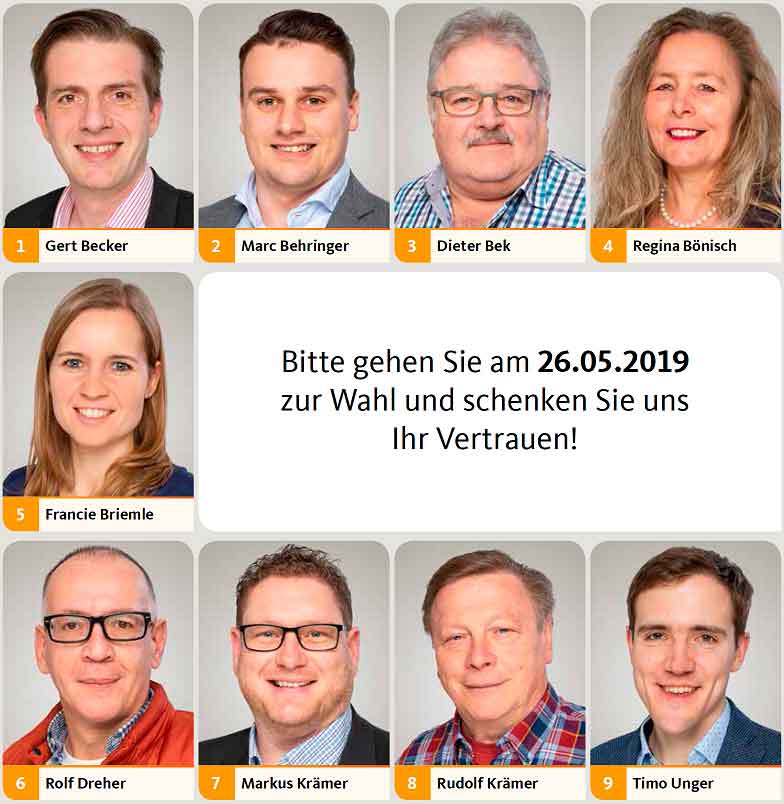 1 Gert Becker
2 Marc Behringer
3 Dieter Bek
4 Regina Bönisch
5 Francie Briemle
Bitte gehen Sie am 26.05.2019
zur Wahl und schenken Sie uns
Ihr Vertrauen!
6 Rolf Dreher
7 Markus Krämer
8 Rudolf Krämer
9 Timo Unger